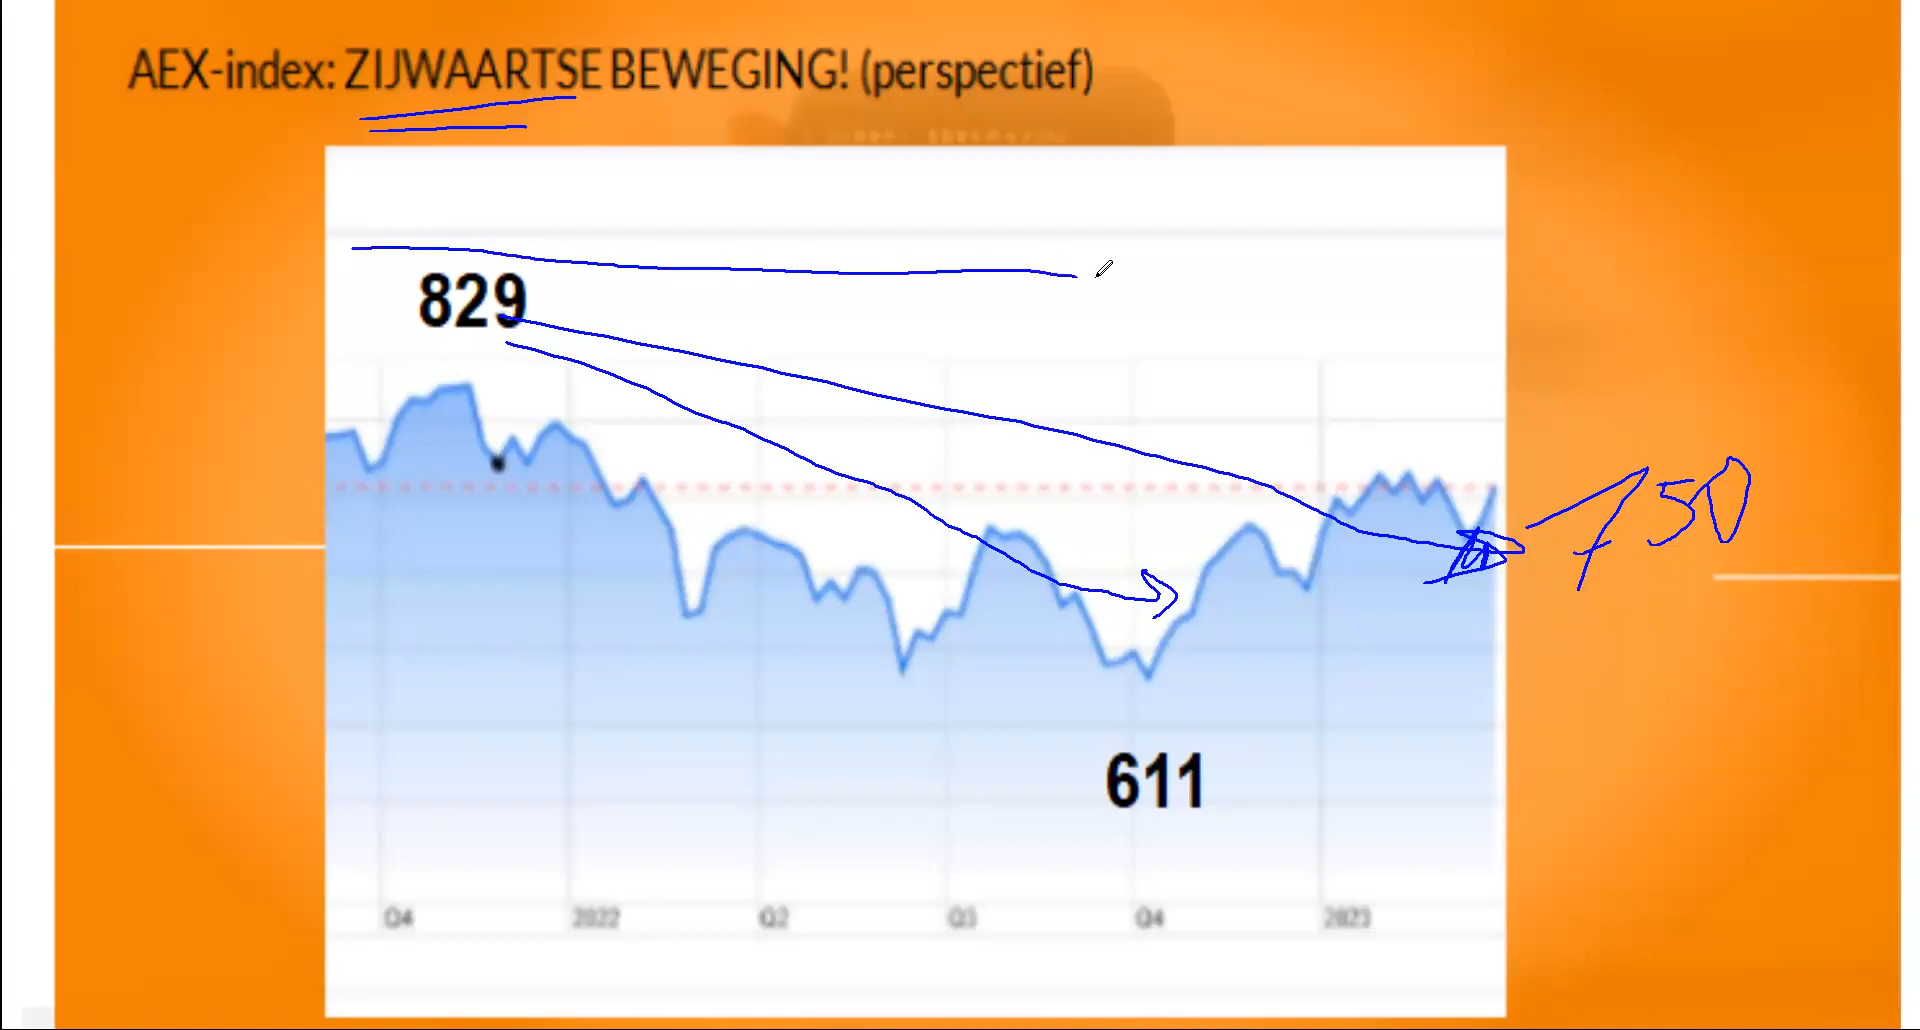 AEX-index: ZIJWAARTSE BEWEGING! (perspectief)
829
750
611
Q4 2022 Q2 Q3 Q4 2023